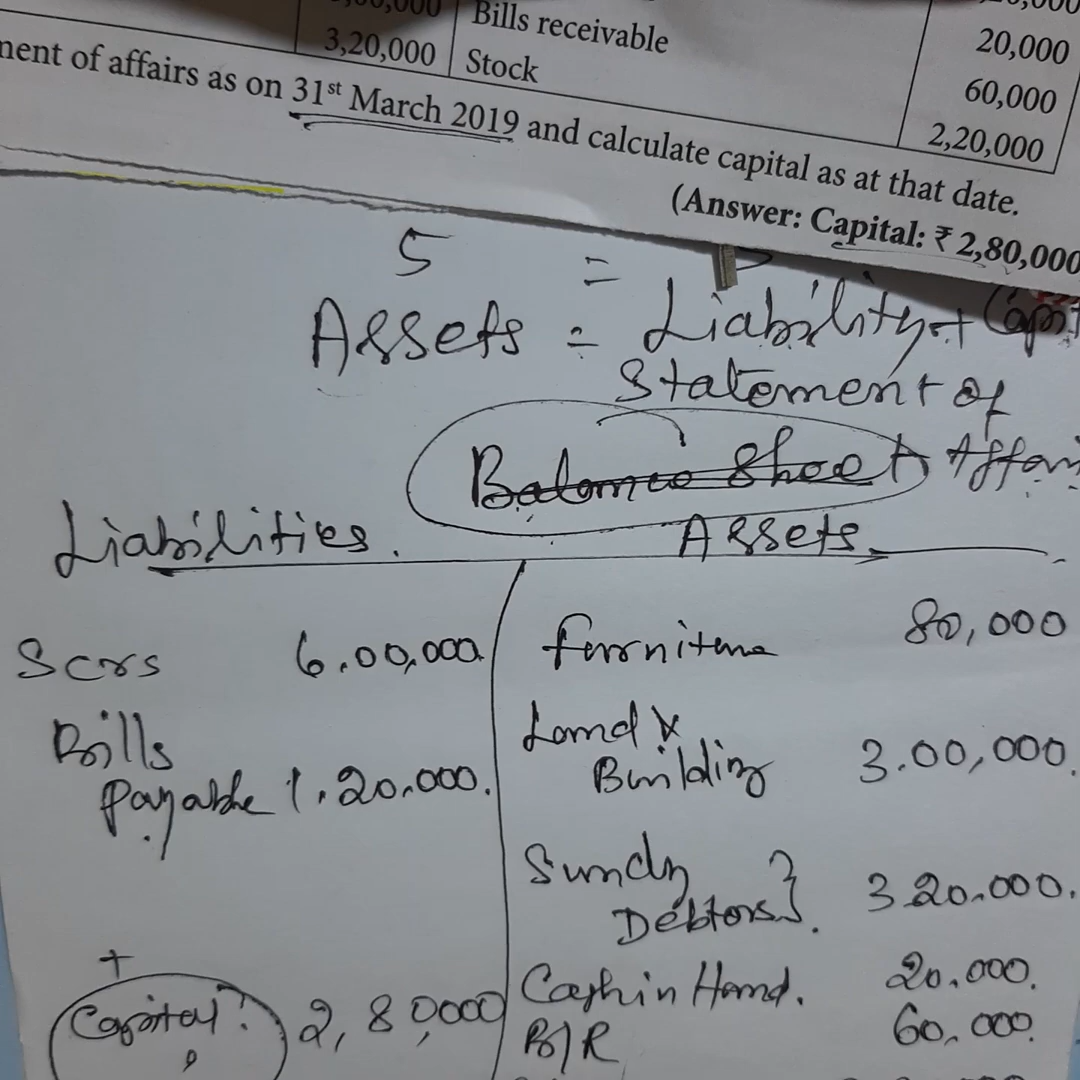 Bills receivable 20,000
3,20,000 Stock 60,000
2,20,000
ment of affairs as on 31st March 2019 and calculate capital as at that date.
(Answer: Capital: ₹ 2,80,000
5 =
Assets = Liability +
Statement of
Balance Sheet
Liabilities. Assets
Scrs 6,00,000 Furniture 80,000
Bills Payable 1,20,000. Land & Building 3,00,000.
Sundry Debtors } 3,20,000.
+ Cash in Hand. 20,000.
Capital? 2,80,000 B/R 60,000